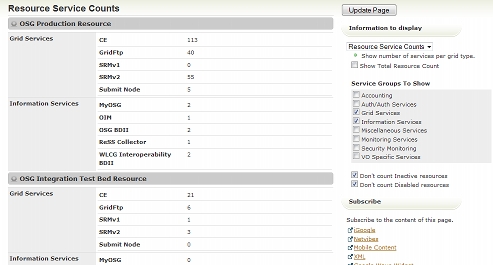 Resource Service Counts
OSG Production Resource
Grid Services
CE 113
GridFtp 40
SRMv1 0
SRMv2 55
Submit Node 5
Information Services
MyOSG 2
OIM 1
OSG BDII 2
ReSS Collector 1
WLCG Interoperability 2
BDII
OSG Integration Test Bed Resource
Grid Services
CE 21
GridFtp 6
SRMv1 1
SRMv2 3
Submit Node 0
Information Services
MyOSG 0
Update Page
Information to display
Resource Service Counts
Show number of services per grid type.
Show Total Resource Count
Service Groups To Show
Accounting
Auth/Auth Services
Grid Services
Information Services
Miscellaneous Services
Monitoring Services
Security Monitoring
VO Specific Services
Don't count Inactive resources
Don't count Disabled resources
Subscribe
Subscribe to the content of this page.
iGoogle
Netvibes
Mobile Content
XML